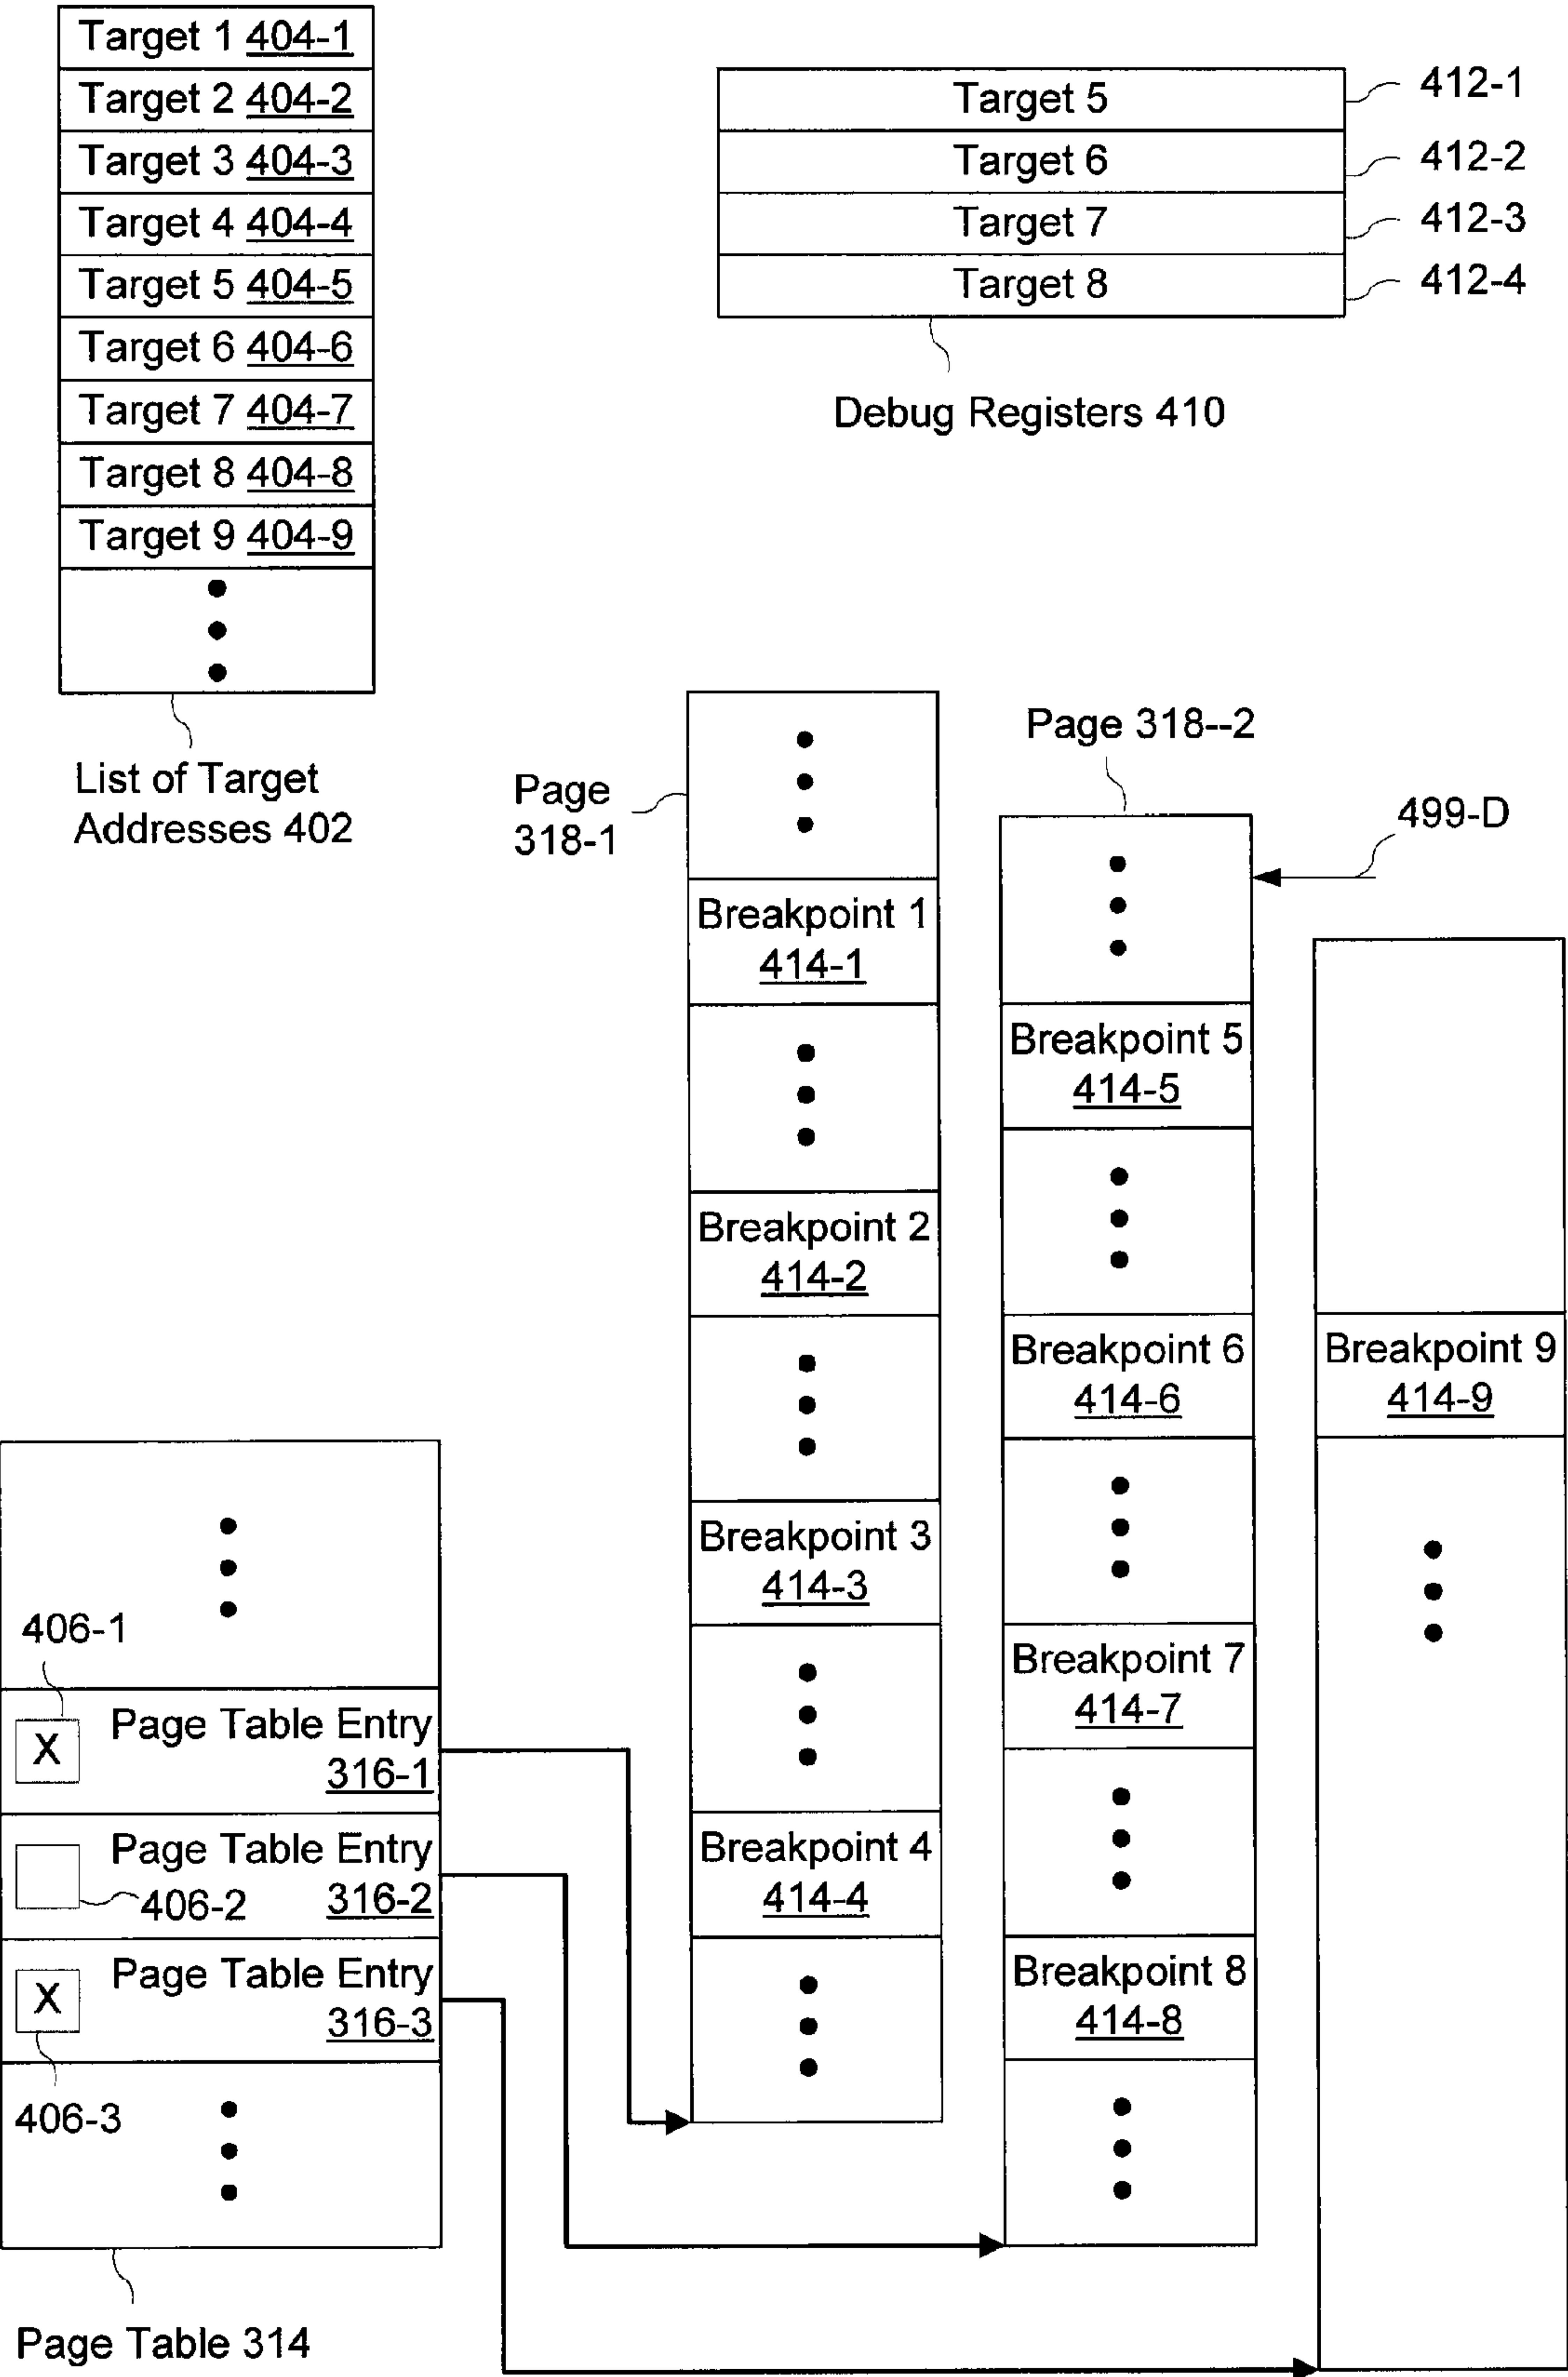 Target 1 404-1
Target 2 404-2
Target 3 404-3
Target 4 404-4
Target 5 404-5
Target 6 404-6
Target 7 404-7
Target 8 404-8
Target 9 404-9
List of Target
Addresses 402
Target 5
412-1
Target 6
412-2
Target 7
412-3
Target 8
412-4
Debug Registers 410
Page
318-1
Breakpoint 1
414-1
Breakpoint 2
414-2
Breakpoint 3
414-3
Breakpoint 4
414-4
Page 318--2
499-D
Breakpoint 5
414-5
Breakpoint 6
414-6
Breakpoint 7
414-7
Breakpoint 8
414-8
Breakpoint 9
414-9
406-1
X
Page Table Entry
316-1
Page Table Entry
406-2
316-2
X
Page Table Entry
316-3
406-3
Page Table 314